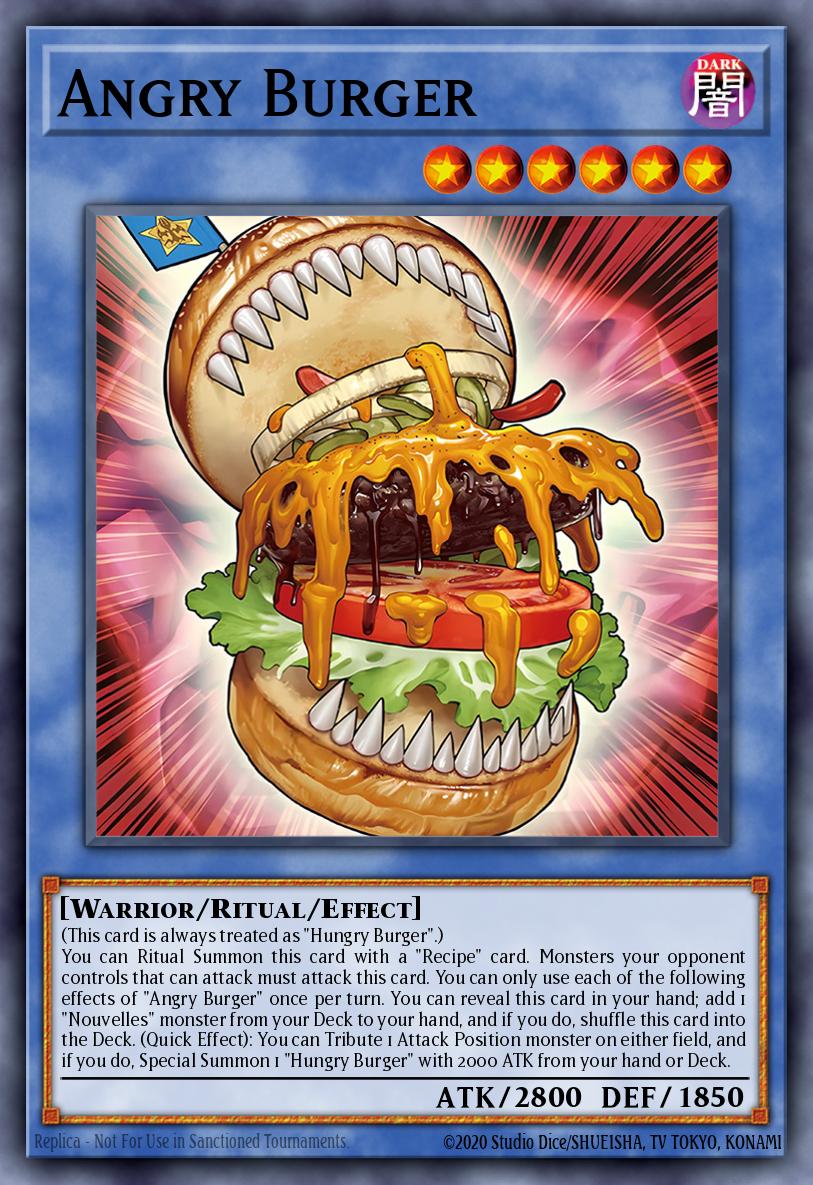 Angry Burger
DARK
闇
[Warrior/Ritual/Effect]
(This card is always treated as "Hungry Burger".)
You can Ritual Summon this card with a "Recipe" card. Monsters your opponent
controls that can attack must attack this card. You can only use each of the following
effects of "Angry Burger" once per turn. You can reveal this card in your hand; add 1
"Nouvelles" monster from your Deck to your hand, and if you do, shuffle this card into
the Deck. (Quick Effect): You can Tribute 1 Attack Position monster on either field, and
if you do, Special Summon 1 "Hungry Burger" with 2000 ATK from your hand or Deck.
ATK/2800 DEF/1850
Replica - Not For Use in Sanctioned Tournaments.
©2020 Studio Dice/SHUEISHA, TV TOKYO, KONAMI